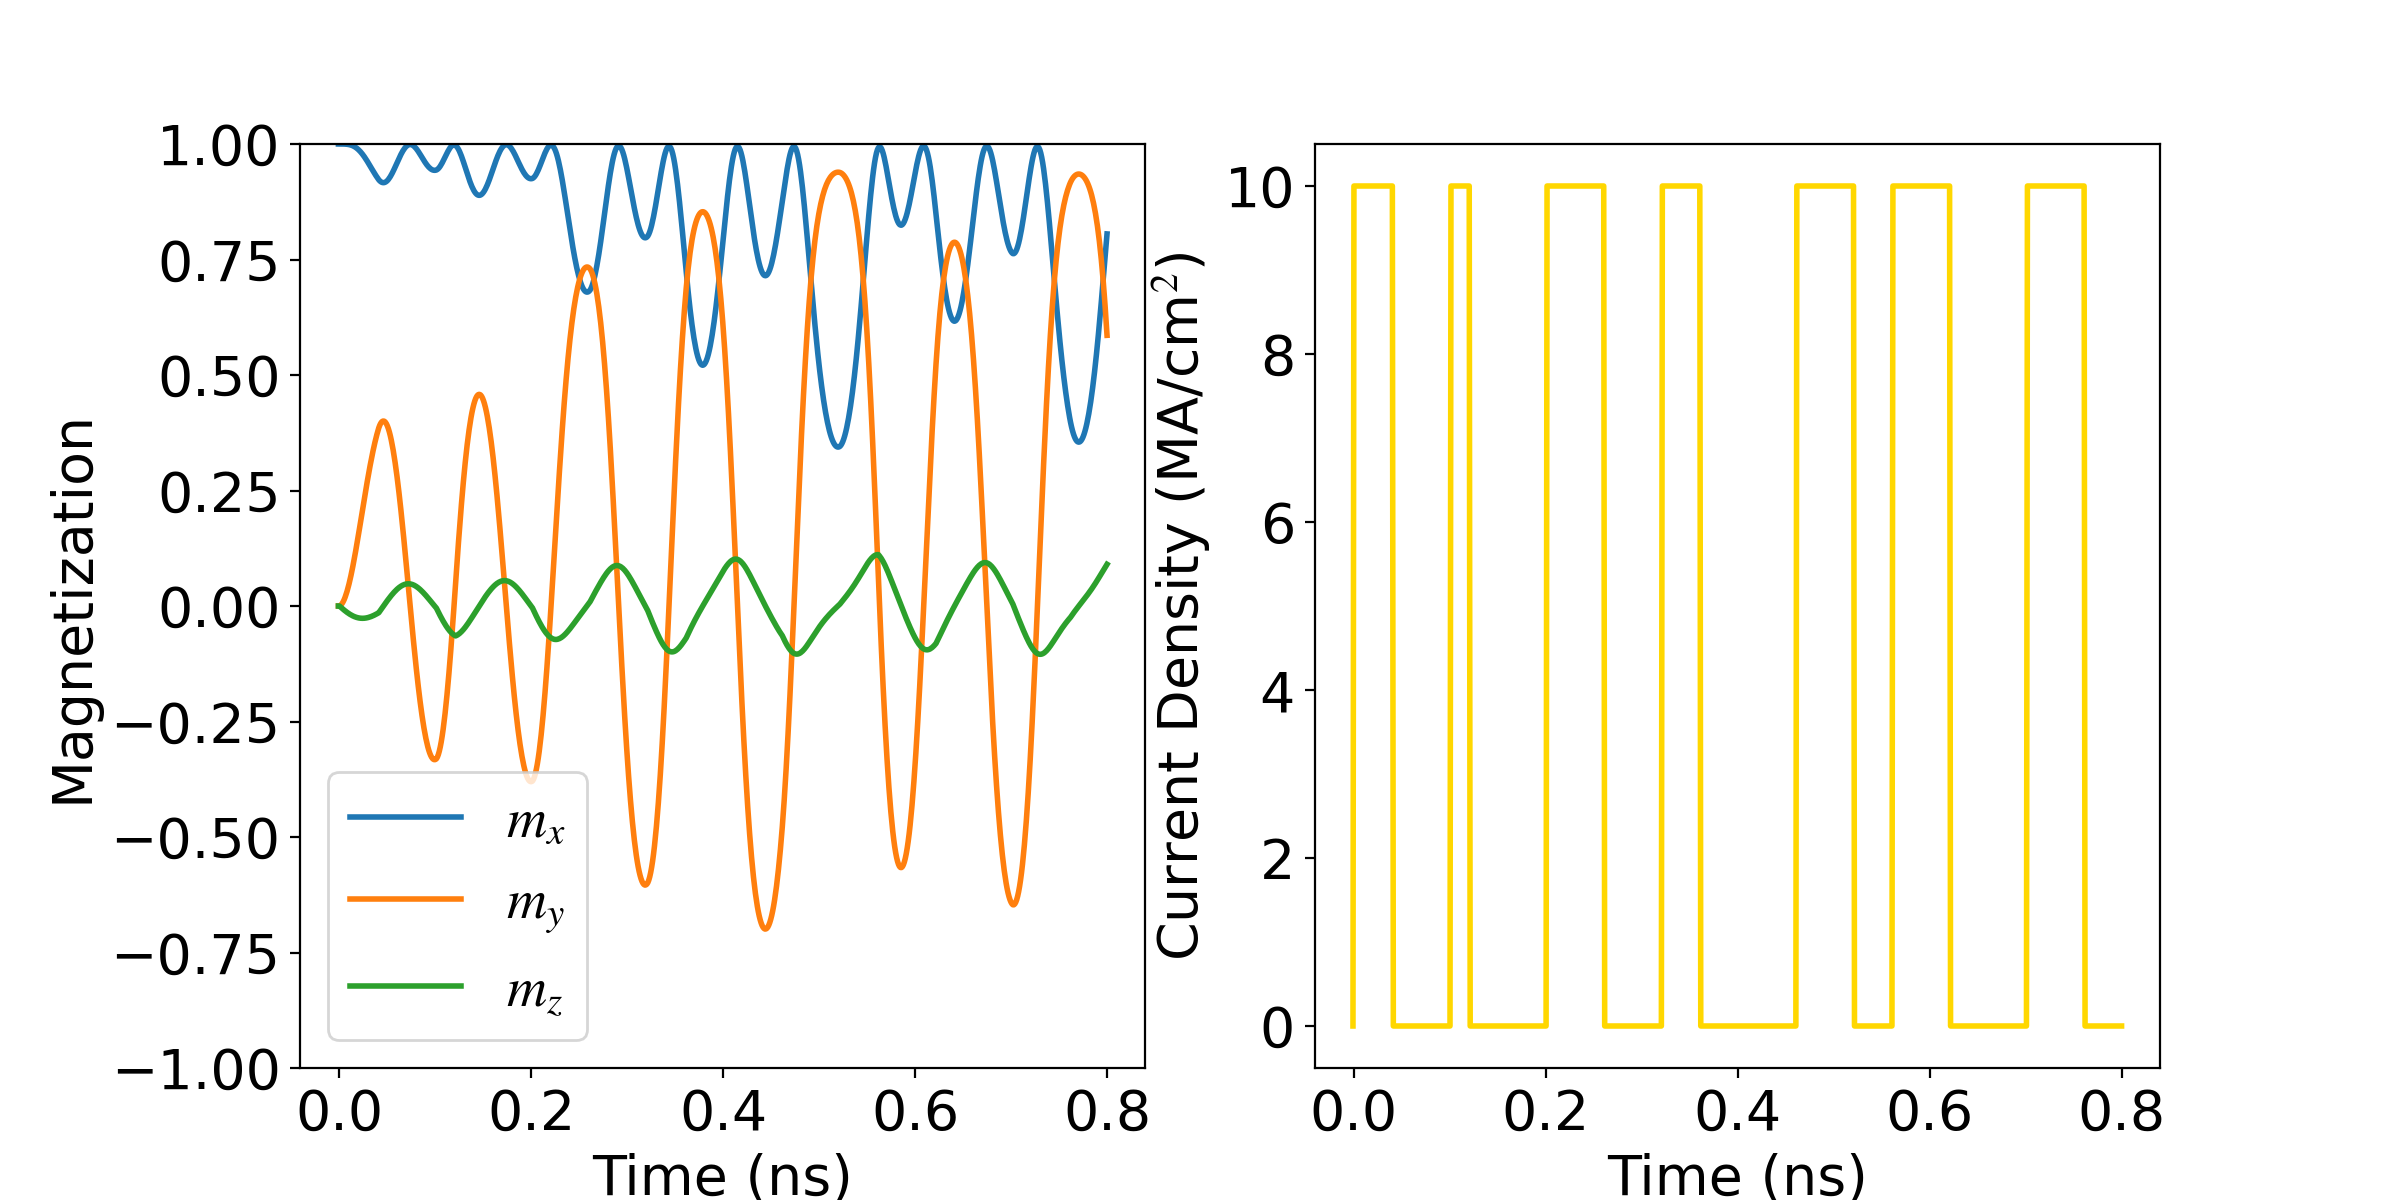 Magnetization
1.00
0.75
0.50
0.25
0.00
−0.25
−0.50
−0.75
−1.00
m_x
m_y
m_z
0.0 0.2 0.4 0.6 0.8
Time (ns)
Current Density (MA/cm²)
10
8
6
4
2
0
0.0 0.2 0.4 0.6 0.8
Time (ns)